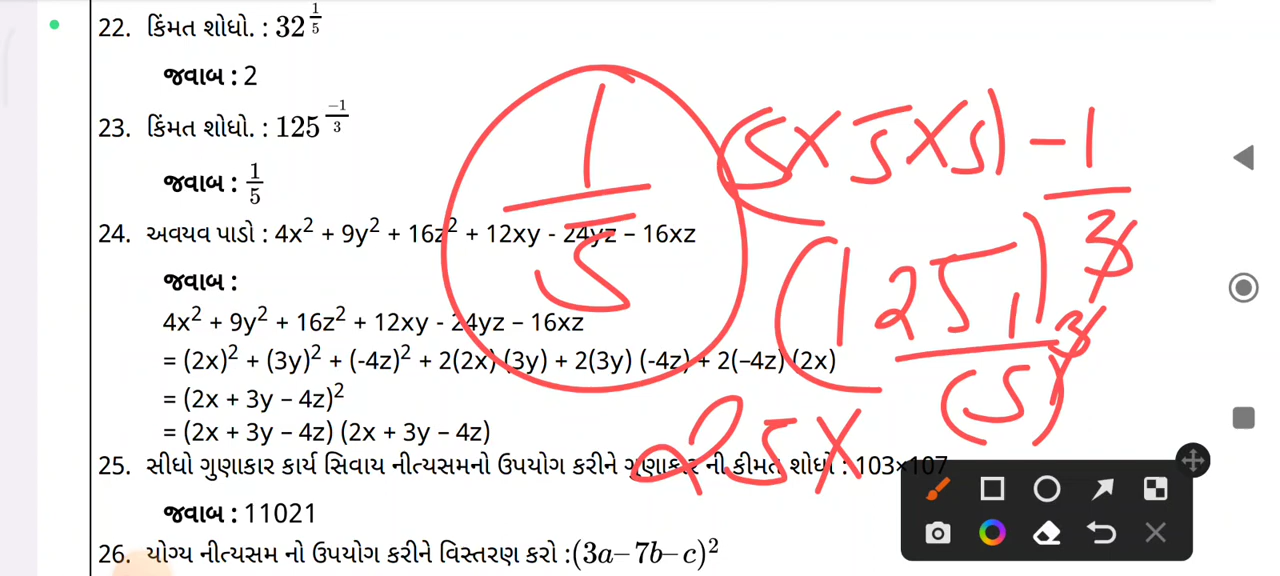 22. કિંમત શોધો. : 32^(1/5)
જવાબ : 2
23. કિંમત શોધો. : 125^(-1/3)
જવાબ : 1/5
24. અવયવ પાડો : 4x² + 9y² + 16z² + 12xy - 24yz – 16xz
જવાબ :
4x² + 9y² + 16z² + 12xy - 24yz – 16xz
= (2x)² + (3y)² + (-4z)² + 2(2x) (3y) + 2(3y) (-4z) + 2(–4z) (2x)
= (2x + 3y – 4z)²
= (2x + 3y – 4z) (2x + 3y – 4z)
25. સીધો ગુણાકાર કાર્ય સિવાય નીત્યસમનો ઉપયોગ કરીને ગુણાકાર ની કીમત શોધો : 103×107
જવાબ : 11021
26. યોગ્ય નીત્યસમ નો ઉપયોગ કરીને વિસ્તરણ કરો :(3a–7b–c)²
1/5
(5×5×5) -1/3
(125)
1/(5)
25×